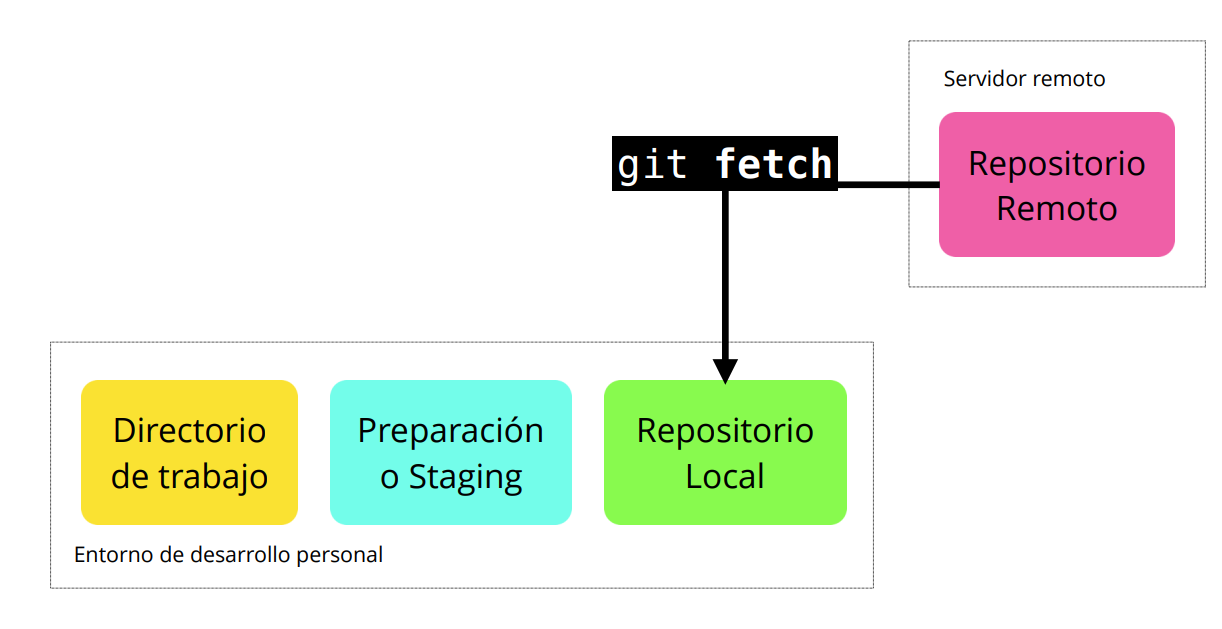 Servidor remoto
git fetch
Repositorio
Remoto
Directorio
de trabajo
Preparación
o Staging
Repositorio
Local
Entorno de desarrollo personal